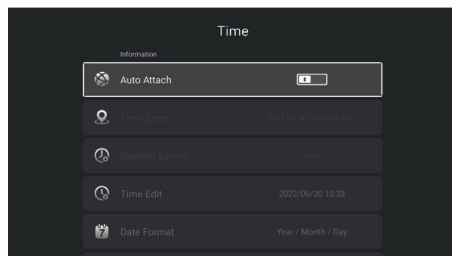 Time
Information
Auto Attach
Time Zone
Daylight Saving
Auto
Time Edit
2022/06/30 10:33
Date Format
Year / Month / Day